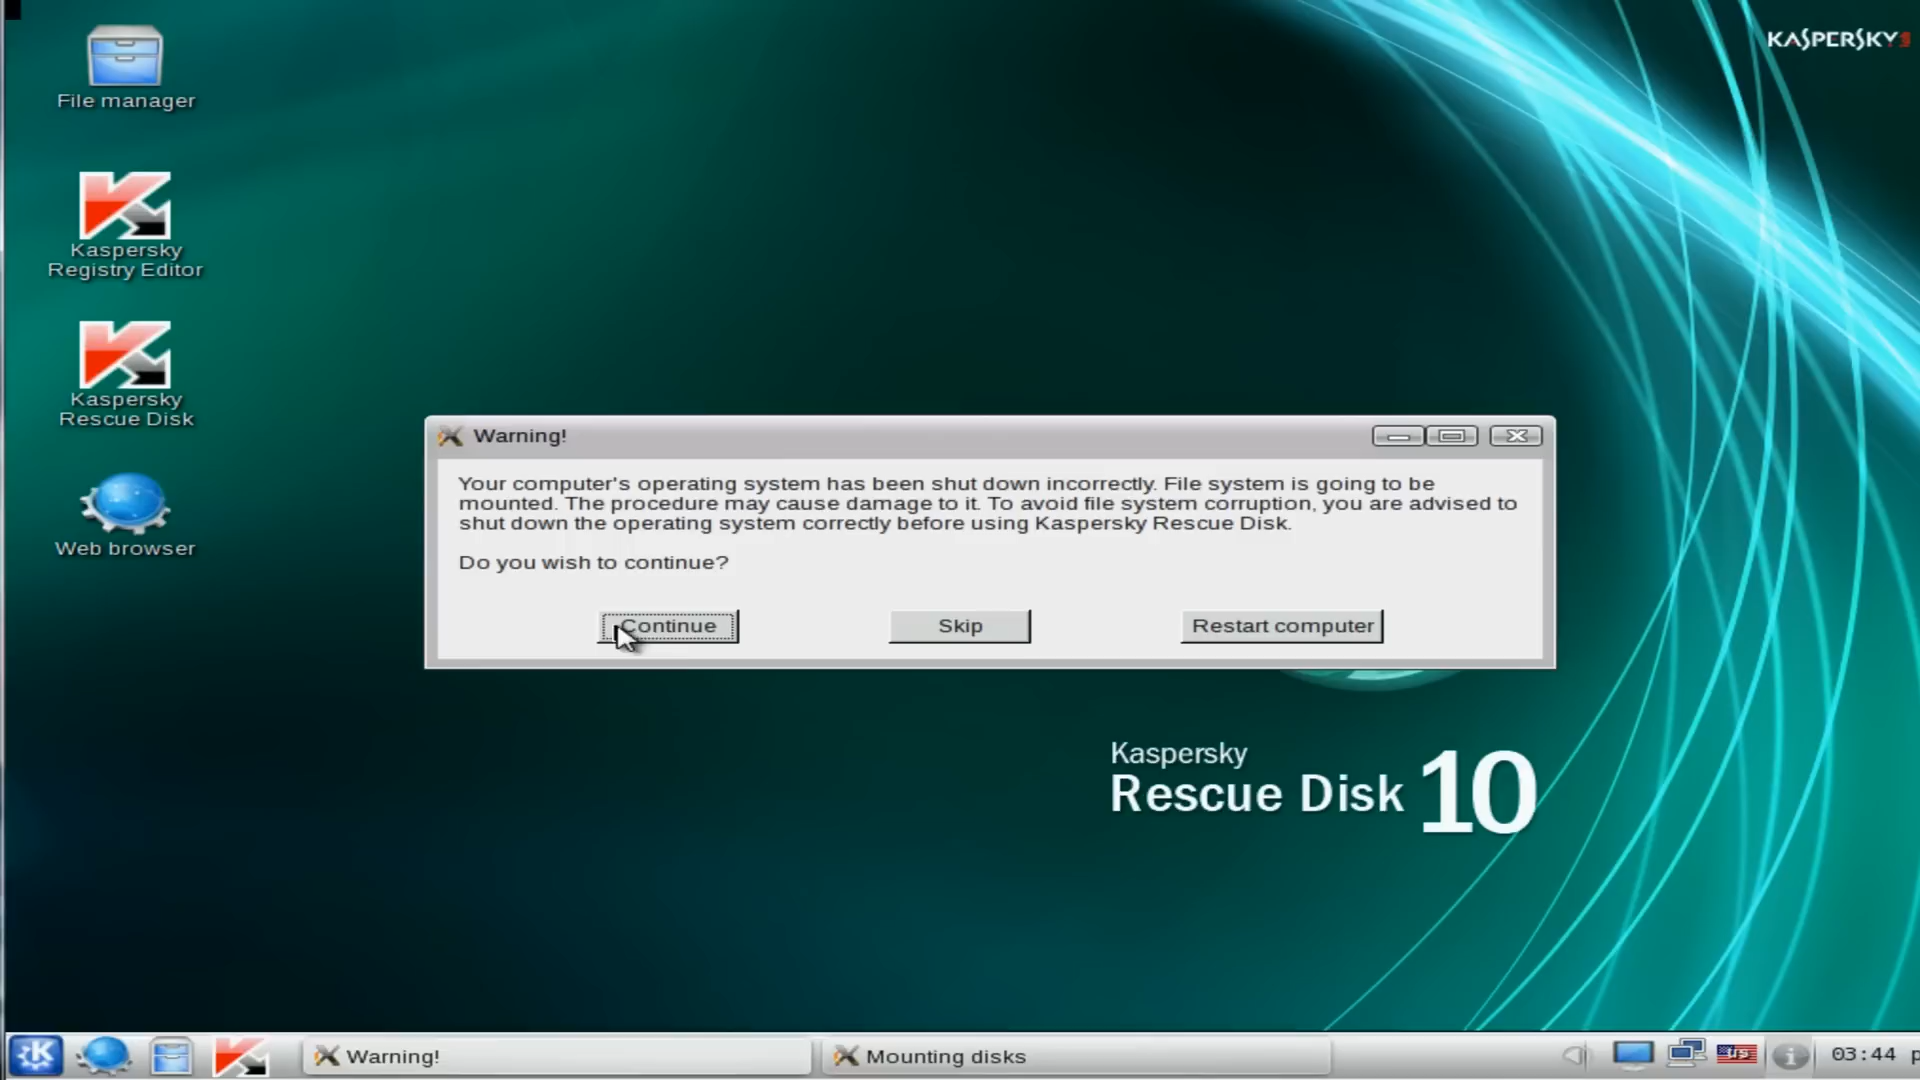 KASPERSKY
File manager
Kaspersky
Registry Editor
Kaspersky
Rescue Disk
Web browser
Warning!
Your computer's operating system has been shut down incorrectly. File system is going to be
mounted. The procedure may cause damage to it. To avoid file system corruption, you are advised to
shut down the operating system correctly before using Kaspersky Rescue Disk.
Do you wish to continue?
Continue
Skip
Restart computer
Kaspersky
Rescue Disk 10
Warning!
Mounting disks
us
03:44 p